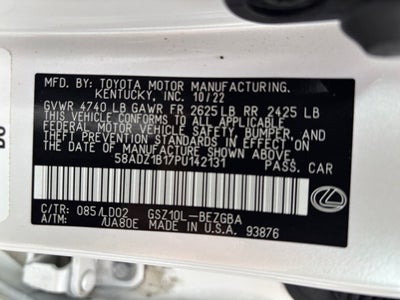 MFD. BY: TOYOTA MOTOR MANUFACTURING,
KENTUCKY, INC. 10/22
GVWR 4740 LB GAWR FR 2625 LB RR 2425 LB
THIS VEHICLE CONFORMS TO ALL APPLICABLE
FEDERAL MOTOR VEHICLE SAFETY, BUMPER, AND
THEFT PREVENTION STANDARDS IN EFFECT ON
THE DATE OF MANUFACTURE SHOWN ABOVE.
58ADZ1B17PU142131 PASS. CAR
C/TR: 085/LD02 GSZ10L-BEZGBA
A/TM: /UA80E MADE IN U.S.A. 93876